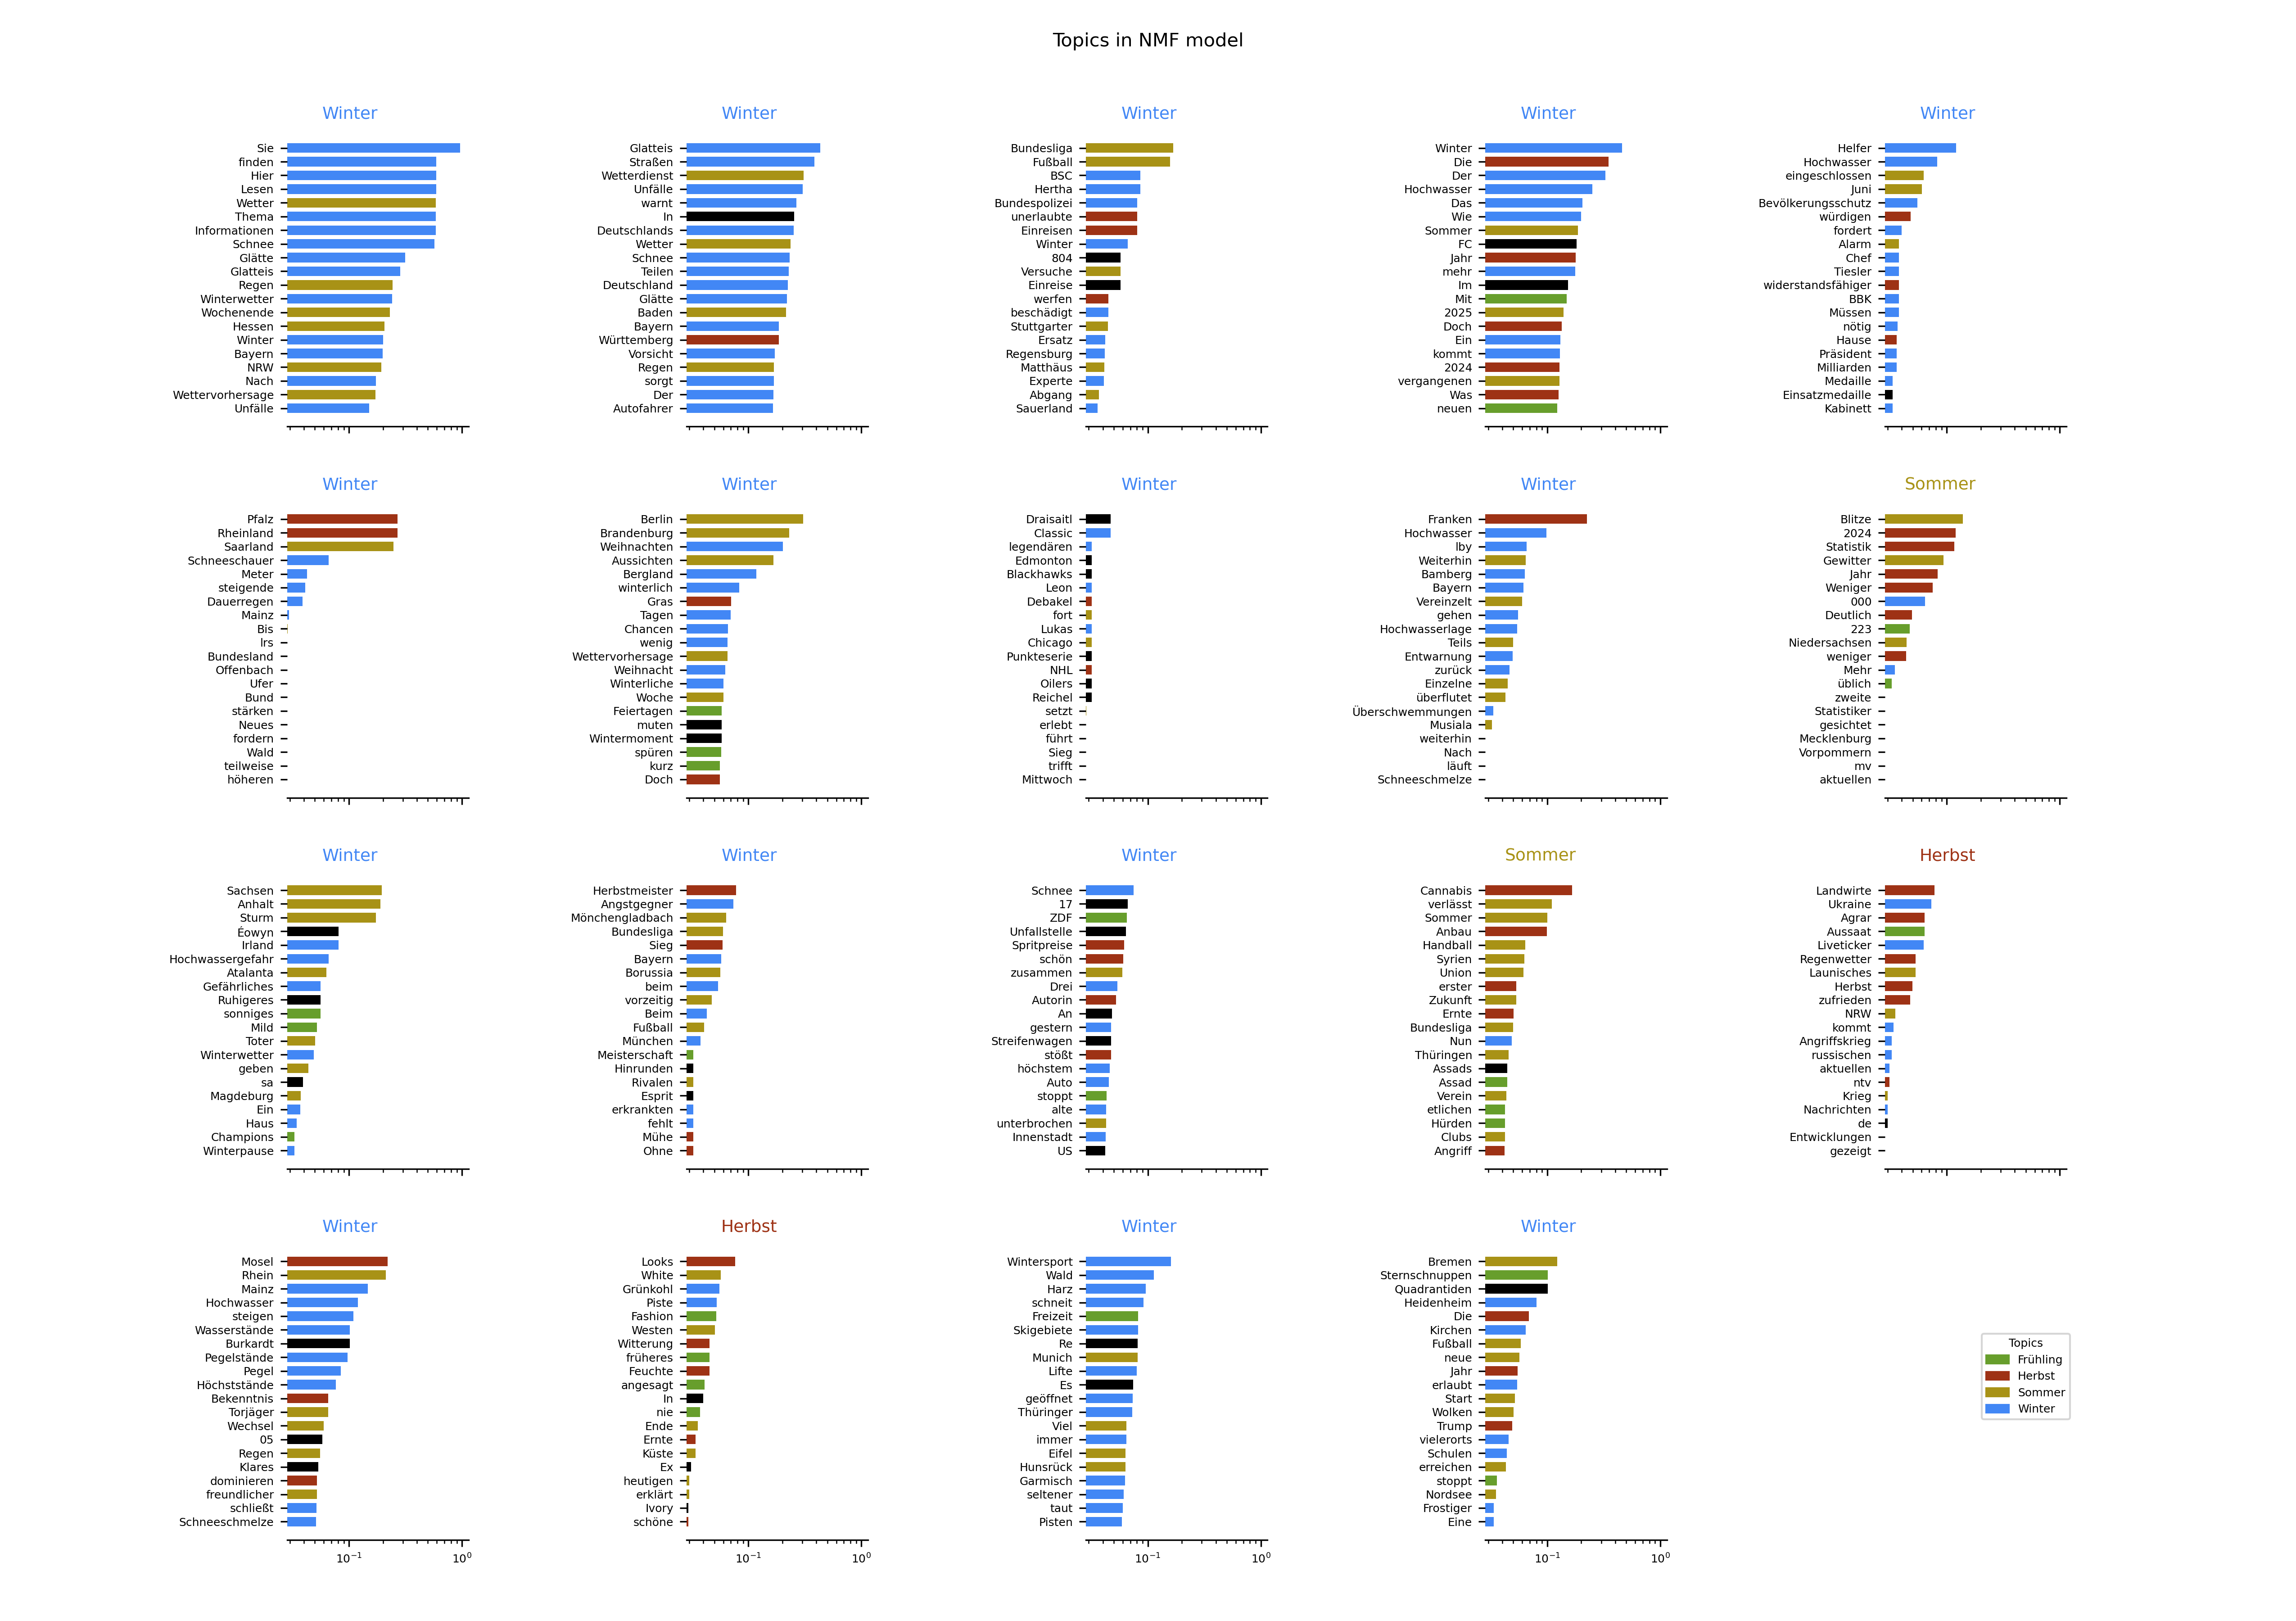 Topics in NMF model
Winter
Sie
finden
Hier
Lesen
Wetter
Thema
Informationen
Schnee
Glätte
Glatteis
Regen
Winterwetter
Wochenende
Hessen
Winter
Bayern
NRW
Nach
Wettervorhersage
Unfälle
Winter
Glatteis
Straßen
Wetterdienst
Unfälle
warnt
In
Deutschlands
Wetter
Schnee
Teilen
Deutschland
Glätte
Baden
Bayern
Württemberg
Vorsicht
Regen
sorgt
Der
Autofahrer
Winter
Bundesliga
Fußball
BSC
Hertha
Bundespolizei
unerlaubte
Einreisen
Winter
804
Versuche
Einreise
werfen
beschädigt
Stuttgarter
Ersatz
Regensburg
Matthäus
Experte
Abgang
Sauerland
Winter
Winter
Die
Der
Hochwasser
Das
Wie
Sommer
FC
Jahr
mehr
Im
Mit
2025
Doch
Ein
kommt
2024
vergangenen
Was
neuen
Winter
Helfer
Hochwasser
eingeschlossen
Juni
Bevölkerungsschutz
würdigen
fordert
Alarm
Chef
Tiesler
widerstandsfähiger
BBK
Müssen
nötig
Hause
Präsident
Milliarden
Medaille
Einsatzmedaille
Kabinett
Winter
Pfalz
Rheinland
Saarland
Schneeschauer
Meter
steigende
Dauerregen
Mainz
Bis
lrs
Bundesland
Offenbach
Ufer
Bund
stärken
Neues
fordern
Wald
teilweise
höheren
Winter
Berlin
Brandenburg
Weihnachten
Aussichten
Bergland
winterlich
Gras
Tagen
Chancen
wenig
Wettervorhersage
Weihnacht
Winterliche
Woche
Feiertagen
muten
Wintermoment
spüren
kurz
Doch
Winter
Draisaitl
Classic
legendären
Edmonton
Blackhawks
Leon
Debakel
fort
Lukas
Chicago
Punkteserie
NHL
Oilers
Reichel
setzt
erlebt
führt
Sieg
trifft
Mittwoch
Winter
Franken
Hochwasser
lby
Weiterhin
Bamberg
Bayern
Vereinzelt
gehen
Hochwasserlage
Teils
Entwarnung
zurück
Einzelne
überflutet
Überschwemmungen
Musiala
weiterhin
Nach
läuft
Schneeschmelze
Sommer
Blitze
2024
Statistik
Gewitter
Jahr
Weniger
000
Deutlich
223
Niedersachsen
weniger
Mehr
üblich
zweite
Statistiker
gesichtet
Mecklenburg
Vorpommern
mv
aktuellen
Winter
Sachsen
Anhalt
Sturm
Éowyn
Irland
Hochwassergefahr
Atalanta
Gefährliches
Ruhigeres
sonniges
Mild
Toter
Winterwetter
geben
sa
Magdeburg
Ein
Haus
Champions
Winterpause
Winter
Herbstmeister
Angstgegner
Mönchengladbach
Bundesliga
Sieg
Bayern
Borussia
beim
vorzeitig
Beim
Fußball
München
Meisterschaft
Hinrunden
Rivalen
Esprit
erkrankten
fehlt
Mühe
Ohne
Winter
Schnee
17
ZDF
Unfallstelle
Spritpreise
schön
zusammen
Drei
Autorin
An
gestern
Streifenwagen
stößt
höchstem
Auto
stoppt
alte
unterbrochen
Innenstadt
US
Sommer
Cannabis
verlässt
Sommer
Anbau
Handball
Syrien
Union
erster
Zukunft
Ernte
Bundesliga
Nun
Thüringen
Assads
Assad
Verein
etlichen
Hürden
Clubs
Angriff
Herbst
Landwirte
Ukraine
Agrar
Aussaat
Liveticker
Regenwetter
Launisches
Herbst
zufrieden
NRW
kommt
Angriffskrieg
russischen
aktuellen
ntv
Krieg
Nachrichten
de
Entwicklungen
gezeigt
Winter
Mosel
Rhein
Mainz
Hochwasser
steigen
Wasserstände
Burkardt
Pegelstände
Pegel
Höchststände
Bekenntnis
Torjäger
Wechsel
05
Regen
Klares
dominieren
freundlicher
schließt
Schneeschmelze
10⁻¹ 10⁰
Herbst
Looks
White
Grünkohl
Piste
Fashion
Westen
Witterung
früheres
Feuchte
angesagt
In
nie
Ende
Ernte
Küste
Ex
heutigen
erklärt
Ivory
schöne
10⁻¹ 10⁰
Winter
Wintersport
Wald
Harz
schneit
Freizeit
Skigebiete
Re
Munich
Lifte
Es
geöffnet
Thüringer
Viel
immer
Eifel
Hunsrück
Garmisch
seltener
taut
Pisten
10⁻¹ 10⁰
Winter
Bremen
Sternschnuppen
Quadrantiden
Heidenheim
Die
Kirchen
Fußball
neue
Jahr
erlaubt
Start
Wolken
Trump
vielerorts
Schulen
erreichen
stoppt
Nordsee
Frostiger
Eine
10⁻¹ 10⁰
Topics
Frühling
Herbst
Sommer
Winter